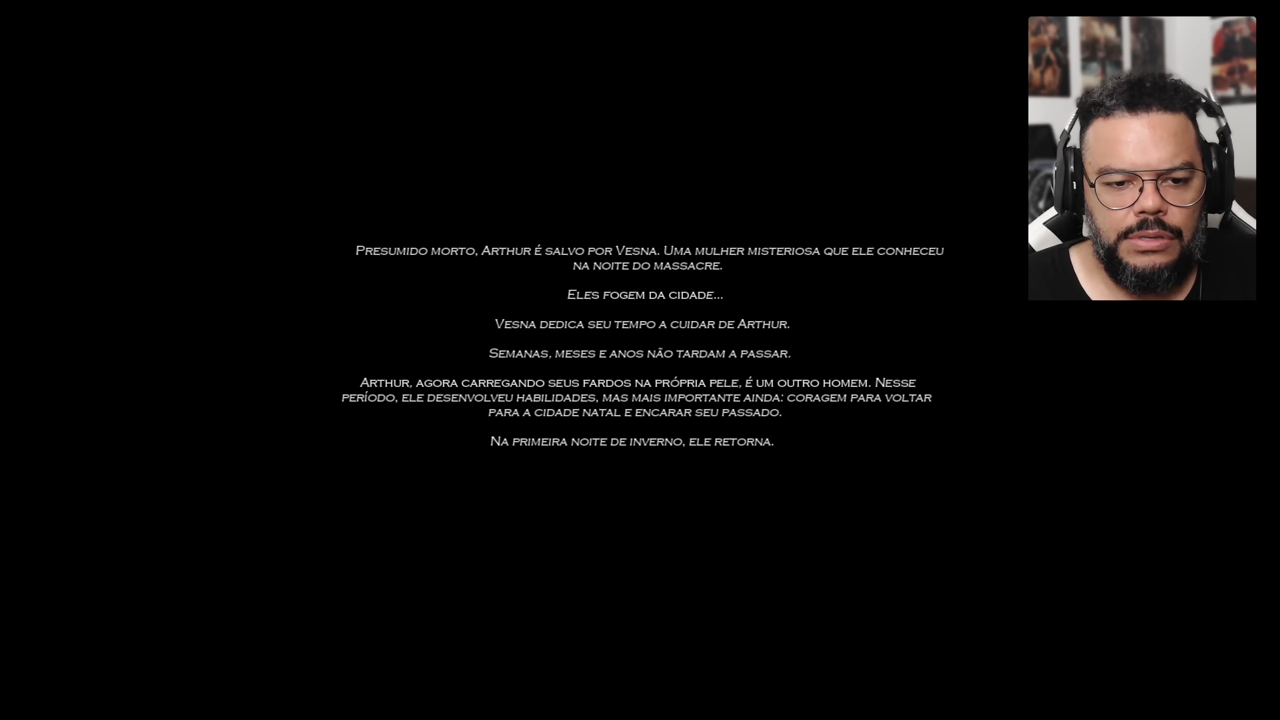 Presumido morto, Arthur é salvo por Vesna. Uma mulher misteriosa que ele conheceu
na noite do massacre.
Eles fogem da cidade...
Vesna dedica seu tempo a cuidar de Arthur.
Semanas, meses e anos não tardam a passar.
Arthur, agora carregando seus fardos na própria pele, é um outro homem. Nesse
período, ele desenvolveu habilidades, mas mais importante ainda: coragem para voltar
para a cidade natal e encarar seu passado.
Na primeira noite de inverno, ele retorna.